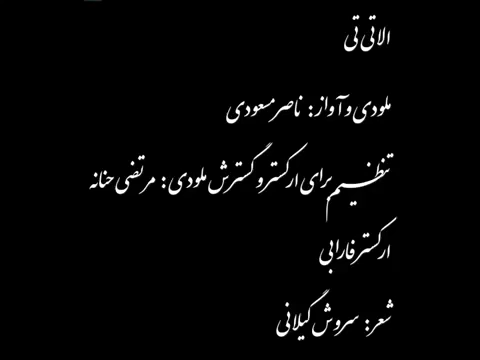 الاتی تی
ملودی و آواز: ناصر مسعودی
تنظیم برای ارکستر و گسترش ملودی: مرتضی حنانه
ارکستر فارابی
شعر: سروش گیلانی